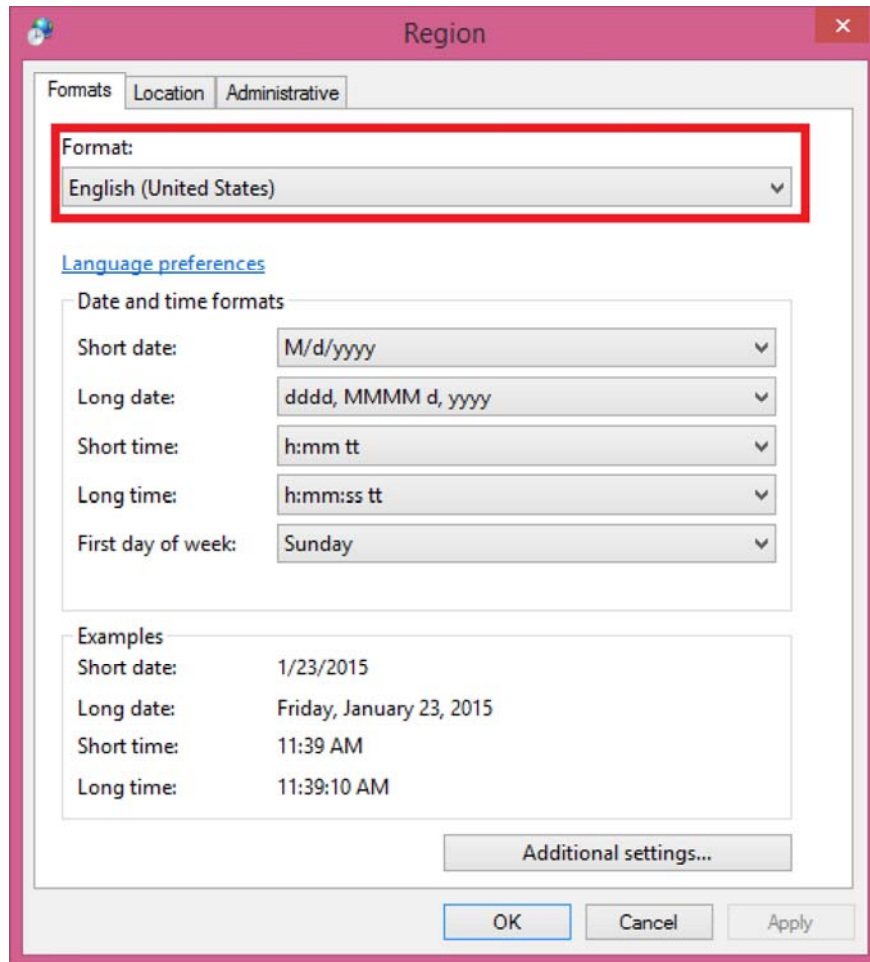 Region
Formats Location Administrative
Format:
English (United States)
Language preferences
Date and time formats
Short date: M/d/yyyy
Long date: dddd, MMMM d, yyyy
Short time: h:mm tt
Long time: h:mm:ss tt
First day of week: Sunday
Examples
Short date: 1/23/2015
Long date: Friday, January 23, 2015
Short time: 11:39 AM
Long time: 11:39:10 AM
Additional settings...
OK Cancel Apply